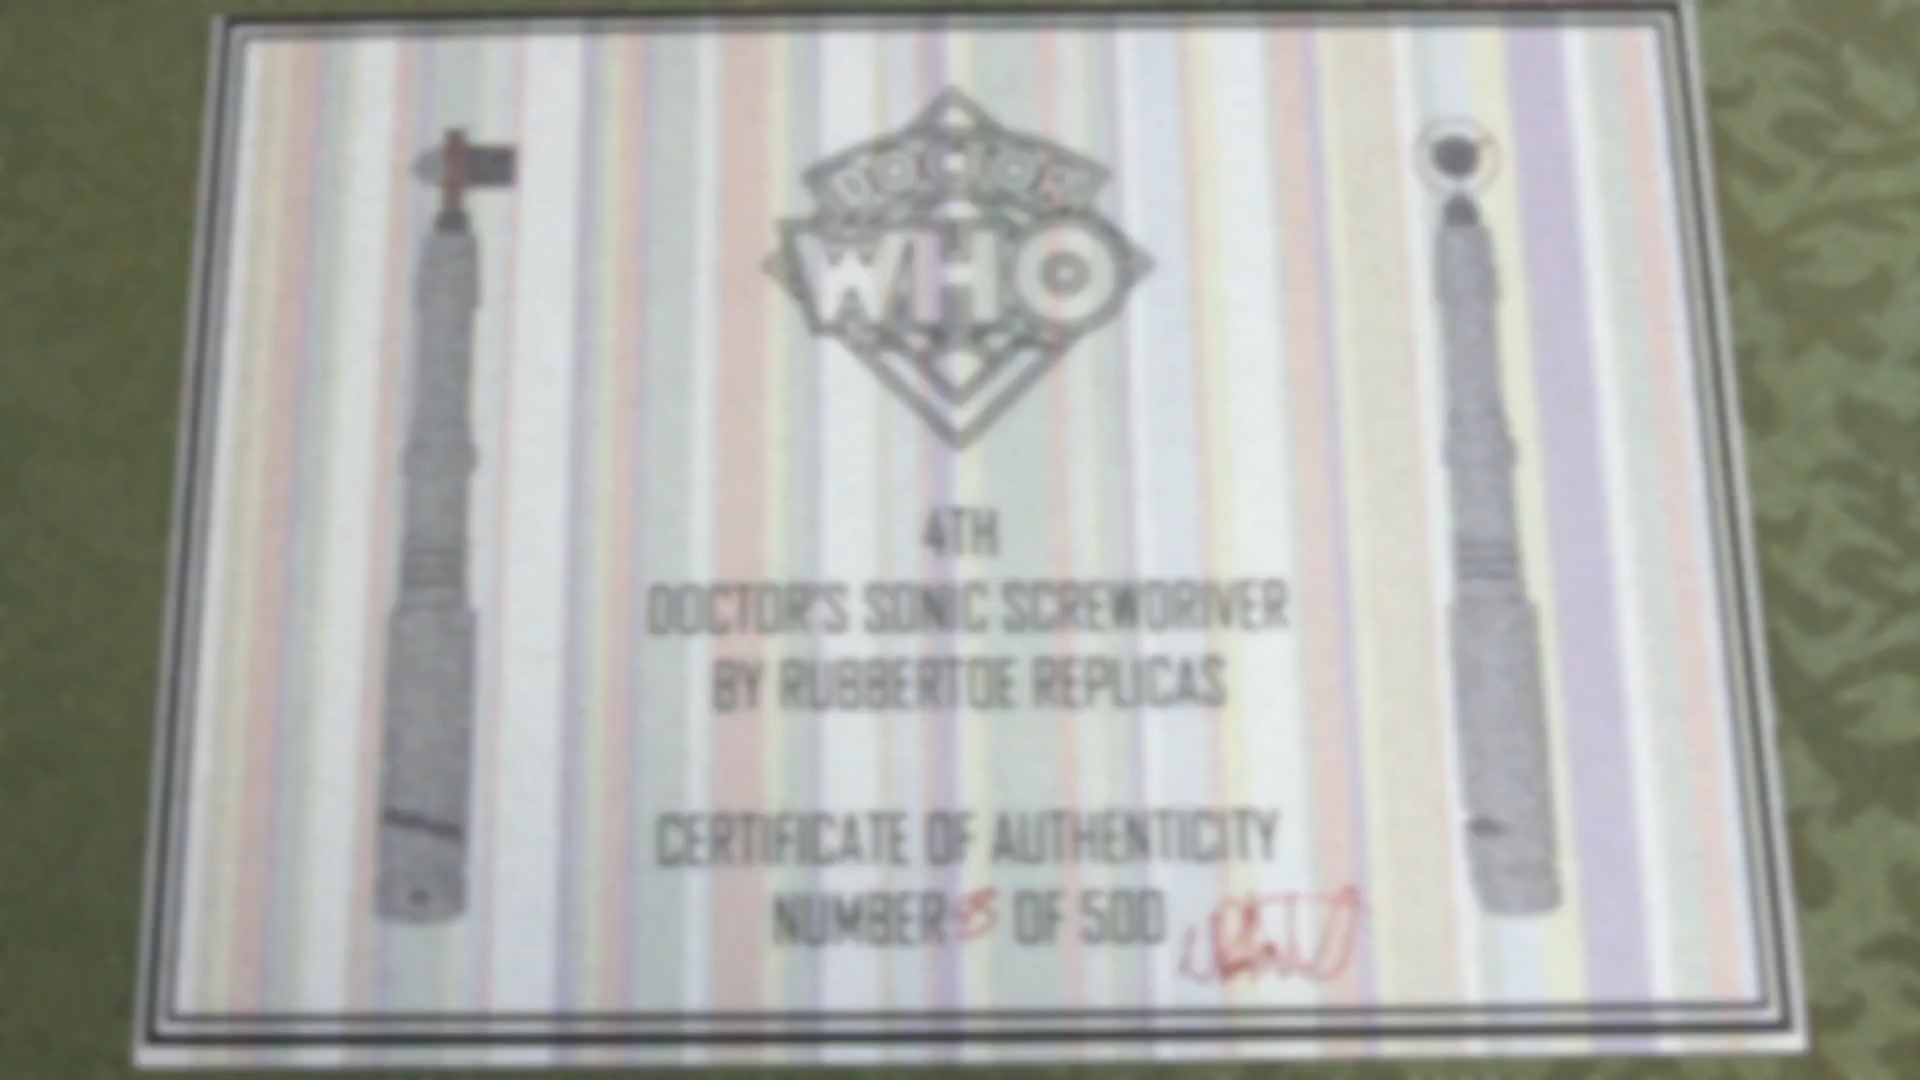 DOCTOR
WHO
4TH
DOCTOR'S SONIC SCREWDRIVER
BY RUBBERTOE REPLICAS
CERTIFICATE OF AUTHENTICITY
NUMBER OF 500